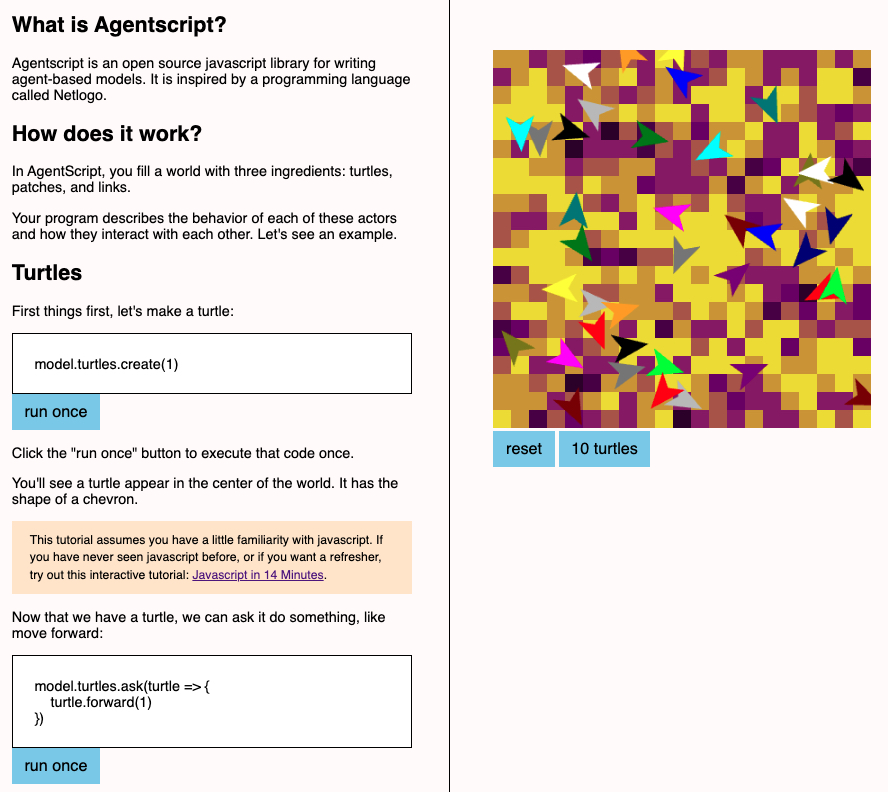 What is Agentscript?
Agentscript is an open source javascript library for writing
agent-based models. It is inspired by a programming language
called Netlogo.
How does it work?
In AgentScript, you fill a world with three ingredients: turtles,
patches, and links.
Your program describes the behavior of each of these actors
and how they interact with each other. Let's see an example.
Turtles
First things first, let's make a turtle:
model.turtles.create(1)
run once
Click the "run once" button to execute that code once.
You'll see a turtle appear in the center of the world. It has the
shape of a chevron.
This tutorial assumes you have a little familiarity with javascript. If
you have never seen javascript before, or if you want a refresher,
try out this interactive tutorial: Javascript in 14 Minutes.
Now that we have a turtle, we can ask it do something, like
move forward:
model.turtles.ask(turtle => {
turtle.forward(1)
})
run once
reset
10 turtles